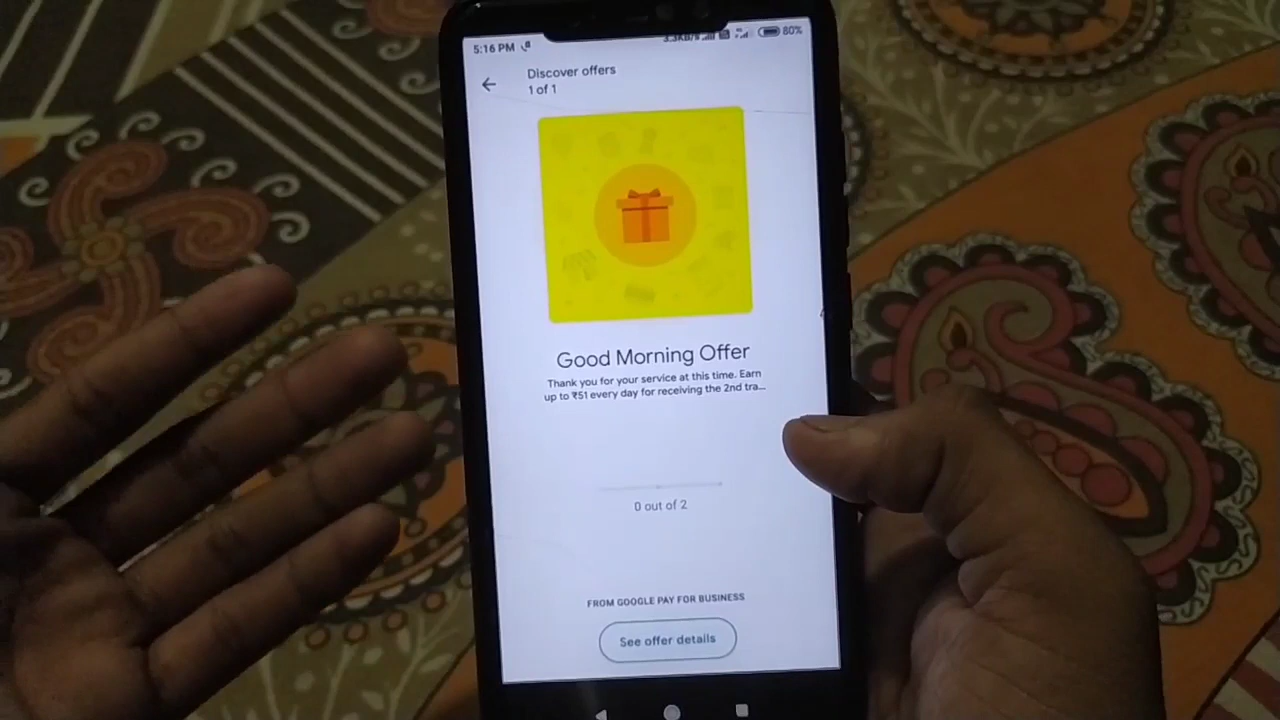 5:16 PM
80%
Discover offers
1 of 1
Good Morning Offer
Thank you for your service at this time. Earn
up to ₹51 every day for receiving the 2nd tra...
0 out of 2
FROM GOOGLE PAY FOR BUSINESS
See offer details